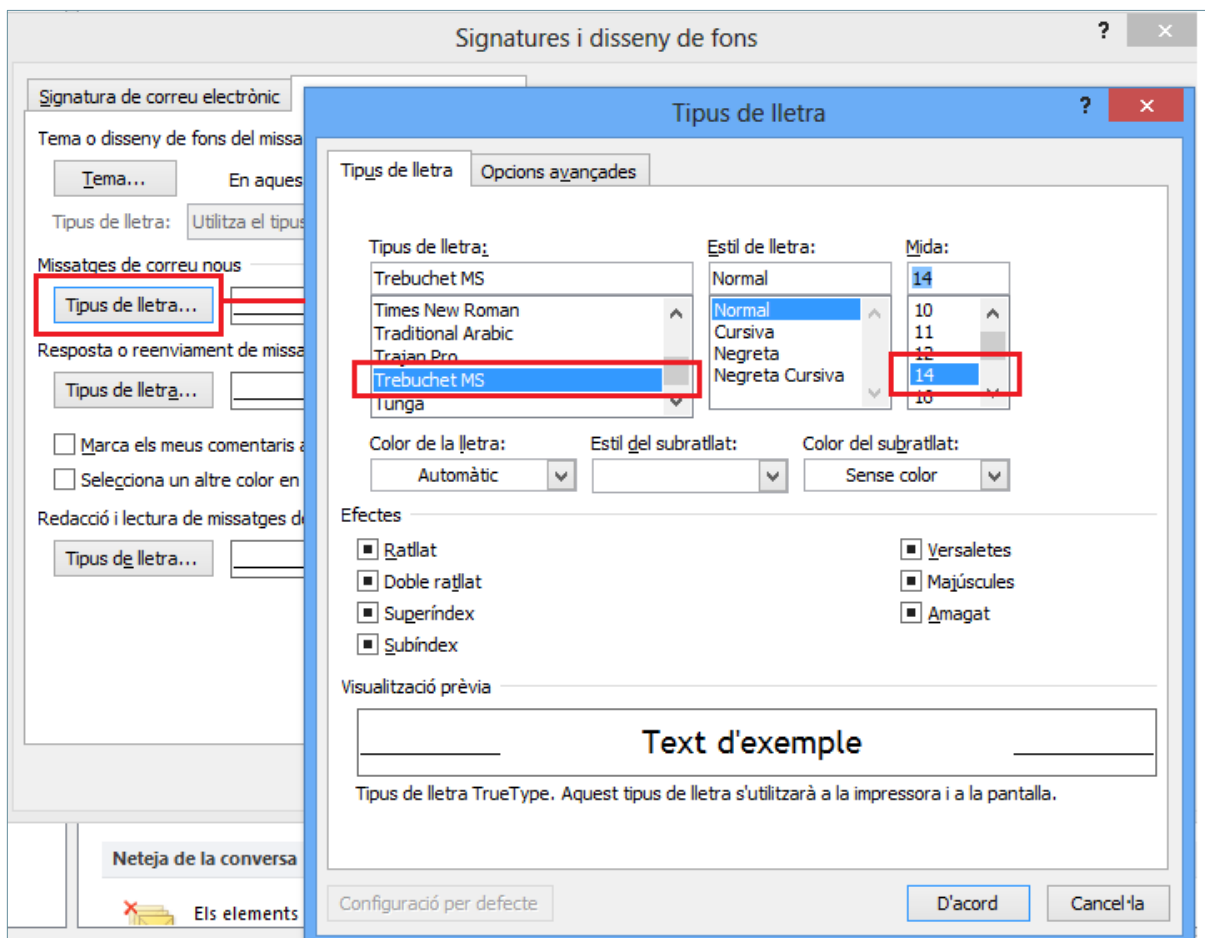 Signatures i disseny de fons
?
Signatura de correu electrònic
Tema o disseny de fons del missa
Tema...
En aques
Tipus de lletra:
Utilitza el tipus
Missatges de correu nous
Tipus de lletra...
Resposta o reenviament de missa
Tipus de lletra...
Marca els meus comentaris a
Selecciona un altre color en
Redacció i lectura de missatges de
Tipus de lletra...
Neteja de la conversa
Els elements
Tipus de lletra
?
Tipus de lletra
Opcions avançades
Tipus de lletra:
Estil de lletra:
Mida:
Trebuchet MS
Normal
14
Times New Roman
Traditional Arabic
Trajan Pro
Trebuchet MS
Tunga
Normal
Cursiva
Negreta
Negreta Cursiva
10
11
12
14
16
Color de la lletra:
Estil del subratllat:
Color del subratllat:
Automàtic
Sense color
Efectes
Ratllat
Doble ratllat
Superíndex
Subíndex
Versaletes
Majúscules
Amagat
Visualització prèvia
Text d'exemple
Tipus de lletra TrueType. Aquest tipus de lletra s'utilitzarà a la impressora i a la pantalla.
Configuració per defecte
D'acord
Cancel·la